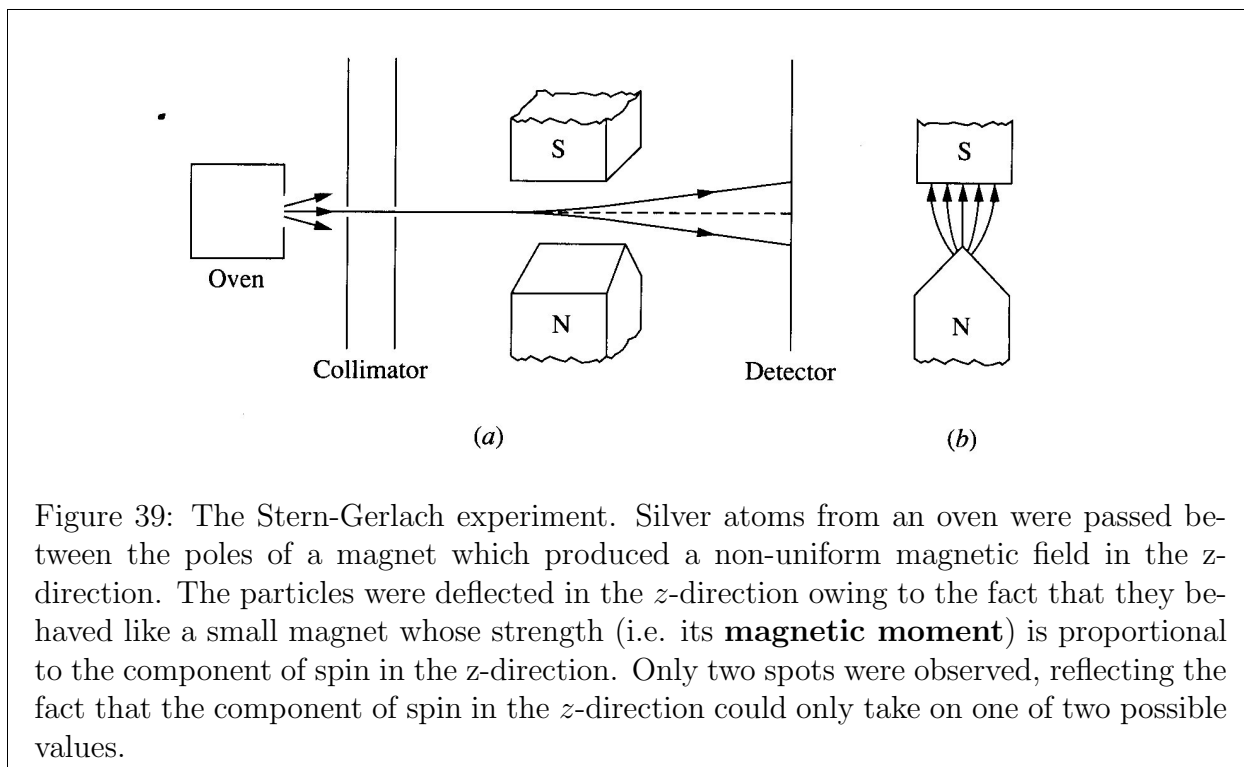 S
S
Oven
N
N
Collimator
Detector
(a)
(b)
Figure 39: The Stern-Gerlach experiment. Silver atoms from an oven were passed be-
tween the poles of a magnet which produced a non-uniform magnetic field in the z-
direction. The particles were deflected in the z-direction owing to the fact that they be-
haved like a small magnet whose strength (i.e. its magnetic moment) is proportional
to the component of spin in the z-direction. Only two spots were observed, reflecting the
fact that the component of spin in the z-direction could only take on one of two possible
values.